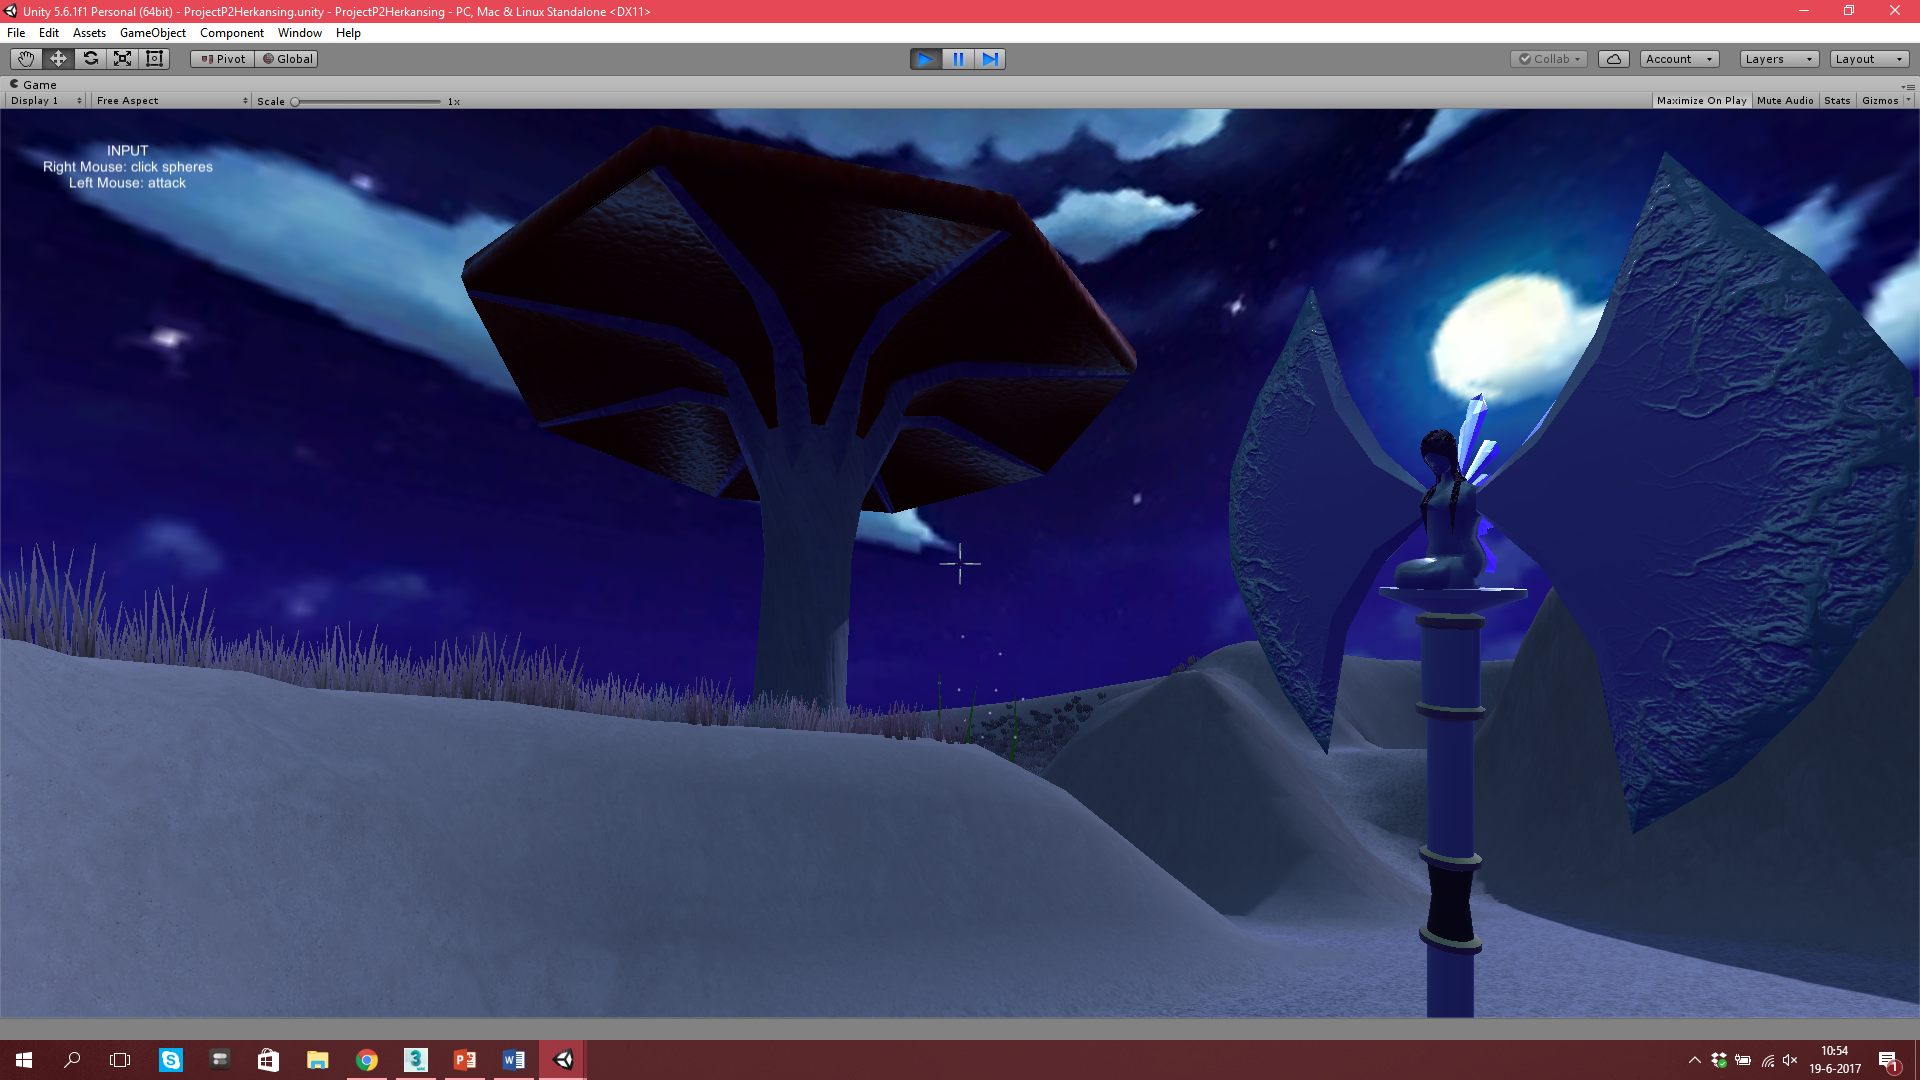 Unity 5.6.1f1 Personal (64bit) - ProjectP2Herkansing.unity - ProjectP2Herkansing - PC, Mac & Linux Standalone <DX11>
File Edit Assets GameObject Component Window Help
Pivot Global Collab Account Layers Layout
Game
Display 1 Free Aspect Scale 1x Maximize On Play Mute Audio Stats Gizmos
INPUT
Right Mouse: click spheres
Left Mouse: attack
10:54
19-6-2017
1